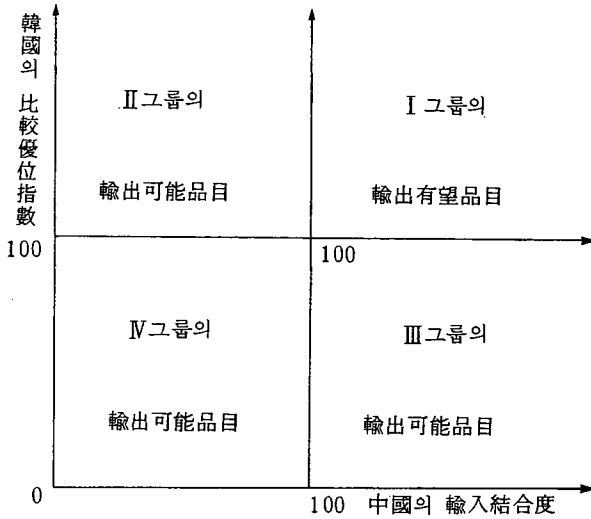 韓國의 比較優位指數
Ⅱ그룹의
Ⅰ그룹의
輸出可能品目
輸出有望品目
100
100
Ⅳ그룹의
Ⅲ그룹의
輸出可能品目
輸出可能品目
0
100 中國의 輸入結合度